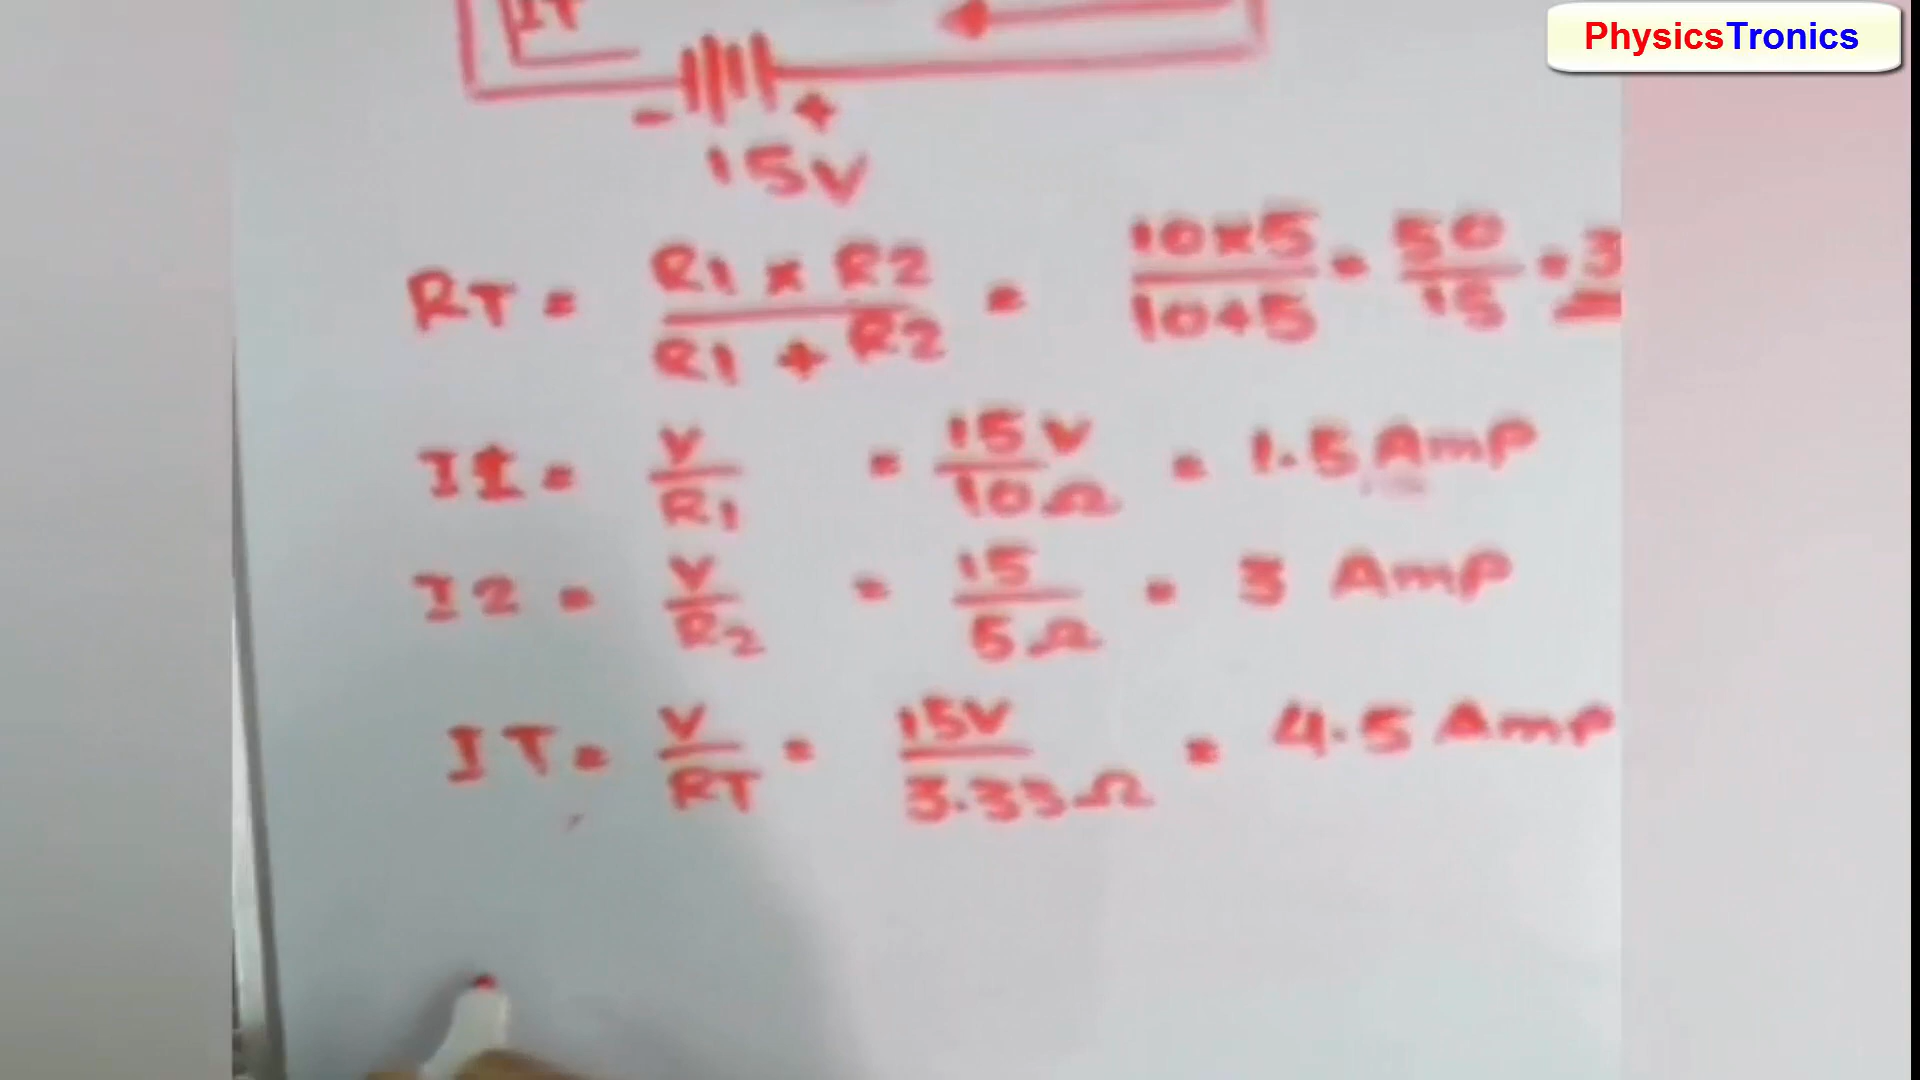 PhysicsTronics
IT
- +
15V
RT = R1 x R2 / R1 + R2 = 10x5 / 10+5 = 50 / 15 = 3
I1 = V / R1 = 15V / 10Ω = 1.5 Amp
I2 = V / R2 = 15 / 5Ω = 3 Amp
IT = V / RT = 15V / 3.33Ω = 4.5 Amp